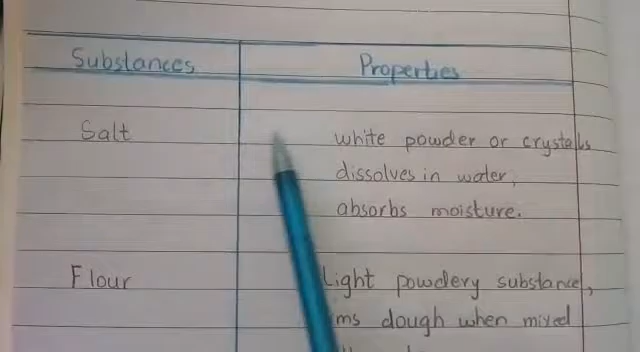 Substances Properties
Salt white powder or crystals
dissolves in water,
absorbs moisture.
Flour Light powdery substance,
dough when mixed